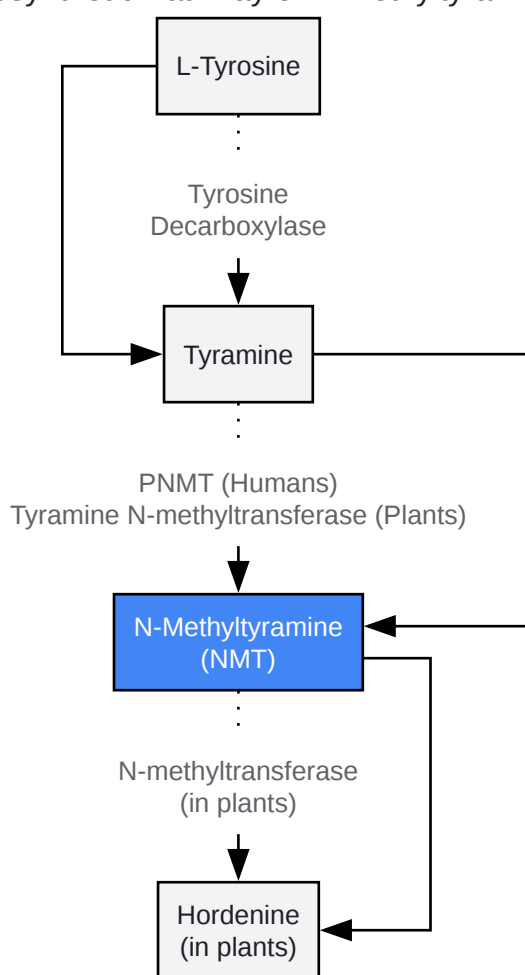 L-Tyrosine
Tyrosine
Decarboxylase
Tyramine
PNMT (Humans)
Tyramine N-methyltransferase (Plants)
N-Methyltyramine
(NMT)
N-methyltransferase
(in plants)
Hordenine
(in plants)